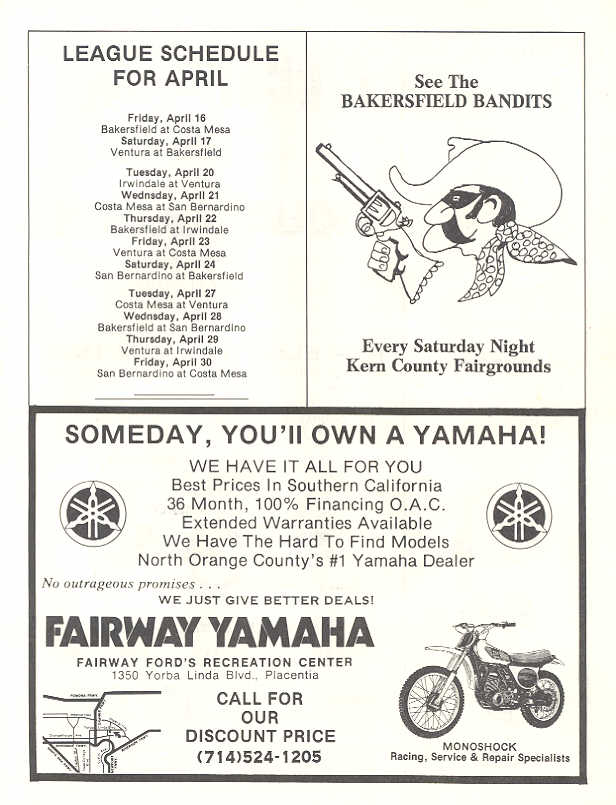 LEAGUE SCHEDULE
FOR APRIL
Friday, April 16
Bakersfield at Costa Mesa
Saturday, April 17
Ventura at Bakersfield
Tuesday, April 20
Irwindale at Ventura
Wednsday, April 21
Costa Mesa at San Bernardino
Thursday, April 22
Bakersfield at Irwindale
Friday, April 23
Ventura at Costa Mesa
Saturday, April 24
San Bernardino at Bakersfield
Tuesday, April 27
Costa Mesa at Ventura
Wednsday, April 28
Bakersfield at San Bernardino
Thursday, April 29
Ventura at Irwindale
Friday, April 30
San Bernardino at Costa Mesa
See The
BAKERSFIELD BANDITS
Every Saturday Night
Kern County Fairgrounds
SOMEDAY, YOU'll OWN A YAMAHA!
WE HAVE IT ALL FOR YOU
Best Prices In Southern California
36 Month, 100% Financing O.A.C.
Extended Warranties Available
We Have The Hard To Find Models
North Orange County's #1 Yamaha Dealer
No outrageous promises . . .
WE JUST GIVE BETTER DEALS!
FAIRWAY YAMAHA
FAIRWAY FORD'S RECREATION CENTER
1350 Yorba Linda Blvd., Placentia
CALL FOR
OUR
DISCOUNT PRICE
(714)524-1205
MONOSHOCK
Racing, Service & Repair Specialists